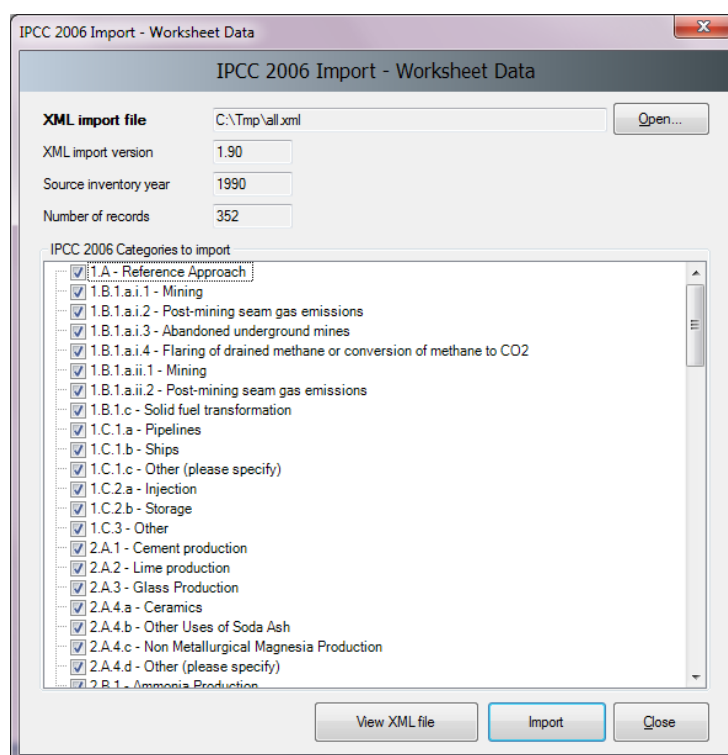 IPCC 2006 Import - Worksheet Data
IPCC 2006 Import - Worksheet Data
XML import file C:\Tmp\all.xml Open...
XML import version 1.90
Source inventory year 1990
Number of records 352
IPCC 2006 Categories to import
1.A - Reference Approach
1.B.1.a.i.1 - Mining
1.B.1.a.i.2 - Post-mining seam gas emissions
1.B.1.a.i.3 - Abandoned underground mines
1.B.1.a.i.4 - Flaring of drained methane or conversion of methane to CO2
1.B.1.a.ii.1 - Mining
1.B.1.a.ii.2 - Post-mining seam gas emissions
1.B.1.c - Solid fuel transformation
1.C.1.a - Pipelines
1.C.1.b - Ships
1.C.1.c - Other (please specify)
1.C.2.a - Injection
1.C.2.b - Storage
1.C.3 - Other
2.A.1 - Cement production
2.A.2 - Lime production
2.A.3 - Glass Production
2.A.4.a - Ceramics
2.A.4.b - Other Uses of Soda Ash
2.A.4.c - Non Metallurgical Magnesia Production
2.A.4.d - Other (please specify)
2.B.1 - Ammonia Production
View XML file Import Close